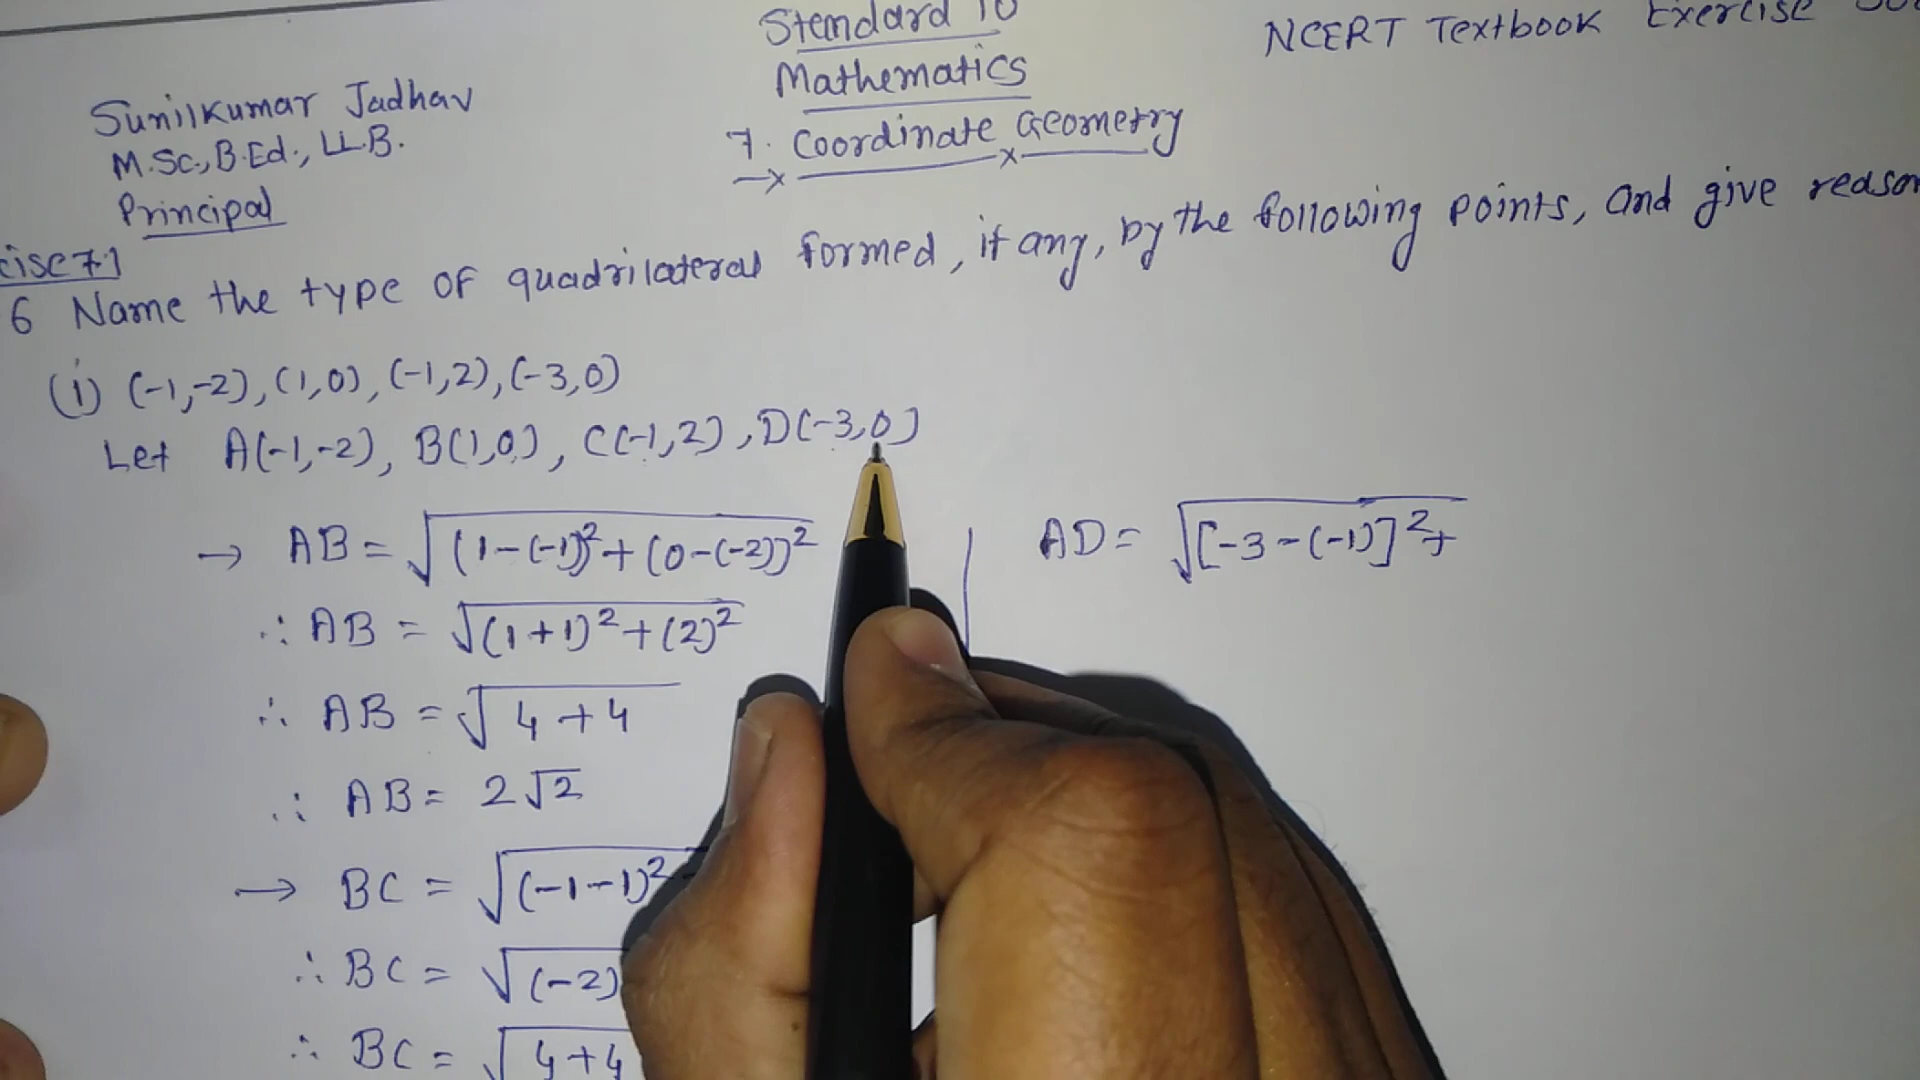 Standard 10
NCERT Textbook Exercise
Mathematics
Sunilkumar Jadhav
M.Sc., B.Ed., LL.B.
Principal
7. Coordinate Geometry
cise 7.1
6 Name the type of quadrilateral formed, if any, by the following points, and give reason
(i) (-1,-2), (1,0), (-1,2), (-3,0)
Let A(-1,-2), B(1,0), C(-1,2), D(-3,0)
→ AB = √(1-(-1))²+(0-(-2))²
∴ AB = √(1+1)²+(2)²
∴ AB = √4+4
∴ AB = 2√2
→ BC = √(-1-1)²
∴ BC = √(-2)
∴ BC = √4+4
AD = √[-3-(-1)]²+